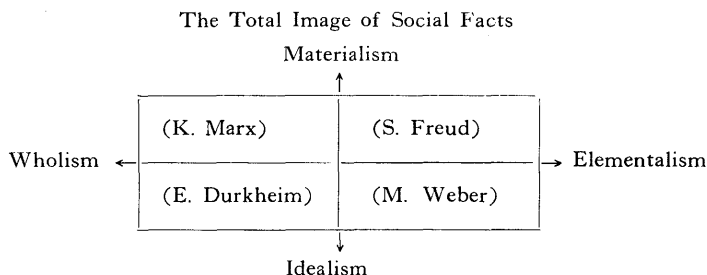 The Total Image of Social Facts
Materialism
(K. Marx) (S. Freud)
Wholism Elementalism
(E. Durkheim) (M. Weber)
Idealism